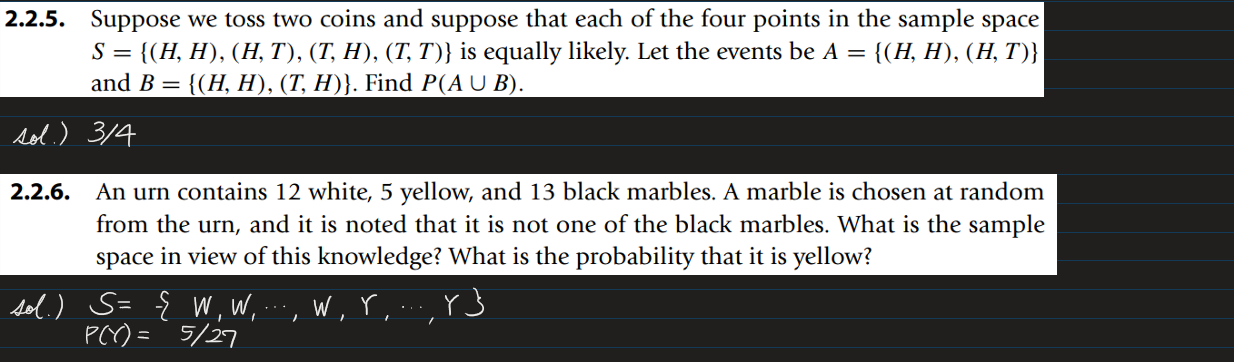 2.2.5. Suppose we toss two coins and suppose that each of the four points in the sample space
S = {(H, H), (H, T), (T, H), (T, T)} is equally likely. Let the events be A = {(H, H), (H, T)}
and B = {(H, H), (T, H)}. Find P(A ∪ B).
sol.) 3/4
2.2.6. An urn contains 12 white, 5 yellow, and 13 black marbles. A marble is chosen at random
from the urn, and it is noted that it is not one of the black marbles. What is the sample
space in view of this knowledge? What is the probability that it is yellow?
sol.) S= { W, W, ⋯, W, Y, ⋯, Y }
P(Y) = 5/27